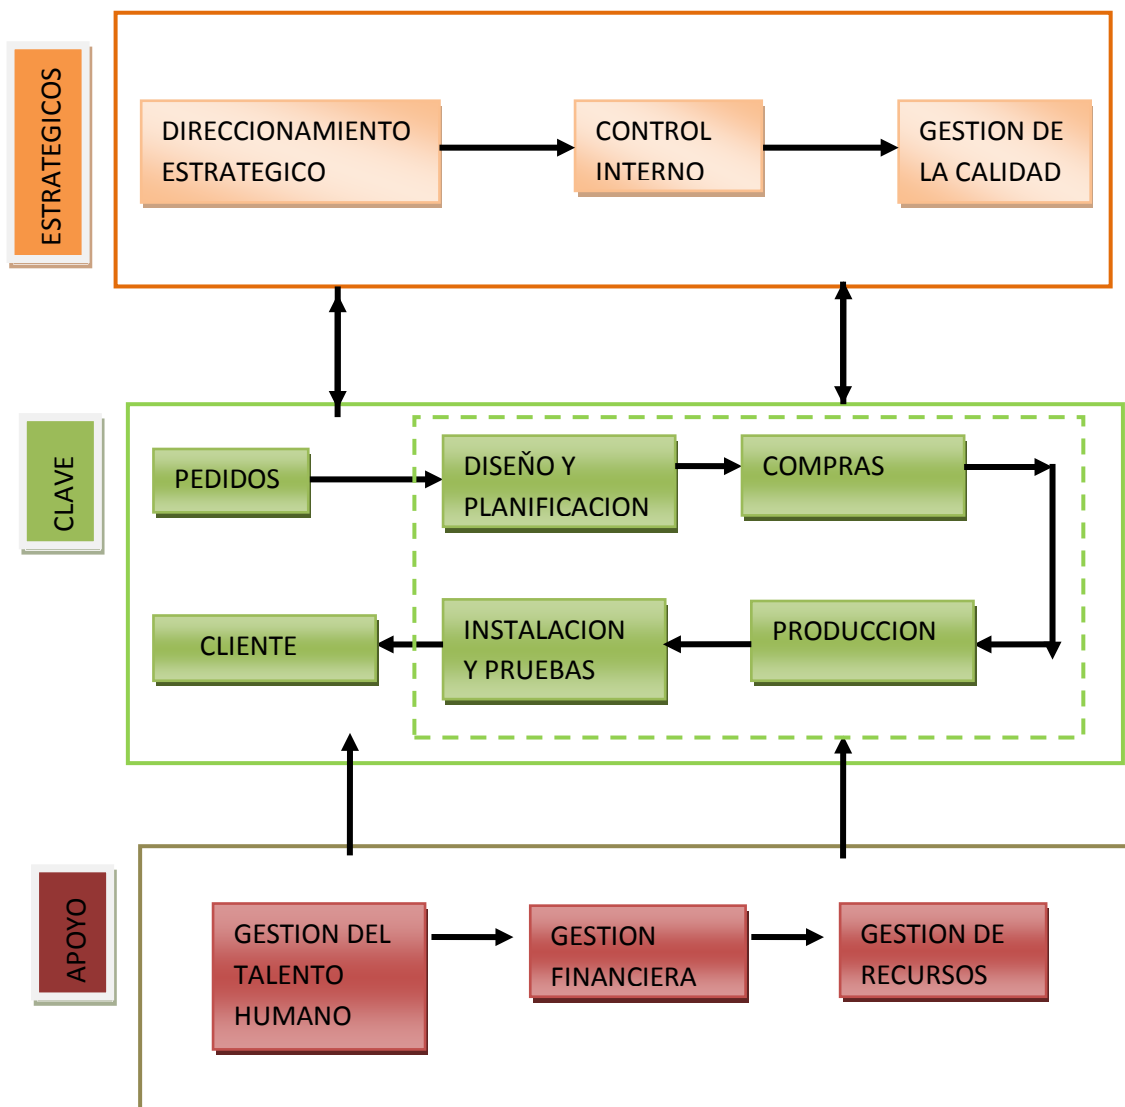 ESTRATEGICOS
DIRECCIONAMIENTO
ESTRATEGICO
CONTROL
INTERNO
GESTION DE
LA CALIDAD
CLAVE
PEDIDOS
DISEŇO Y
PLANIFICACION
COMPRAS
CLIENTE
INSTALACION
Y PRUEBAS
PRODUCCION
APOYO
GESTION DEL
TALENTO
HUMANO
GESTION
FINANCIERA
GESTION DE
RECURSOS